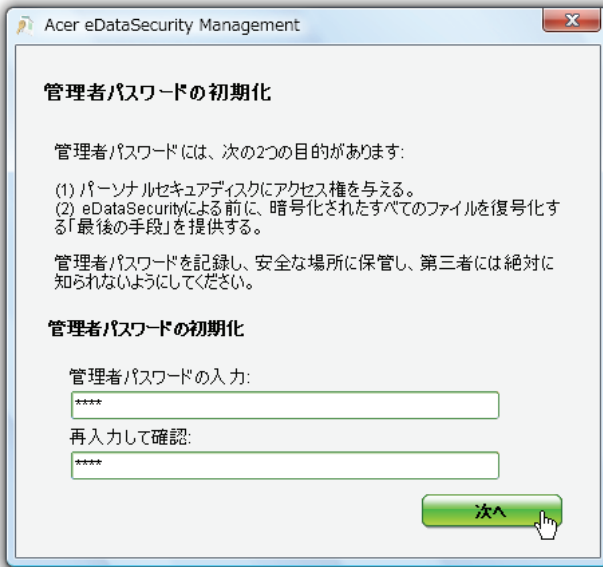 Acer eDataSecurity Management
管理者パスワードの初期化
管理者パスワードには、次の2つの目的があります:
(1) パーソナルセキュアディスクにアクセス権を与える。
(2) eDataSecurityによる前に、暗号化されたすべてのファイルを復号化す
る「最後の手段」を提供する。
管理者パスワードを記録し、安全な場所に保管し、第三者には絶対に
知られないようにしてください。
管理者パスワードの初期化
管理者パスワードの入力:
****
再入力して確認:
****
次へ